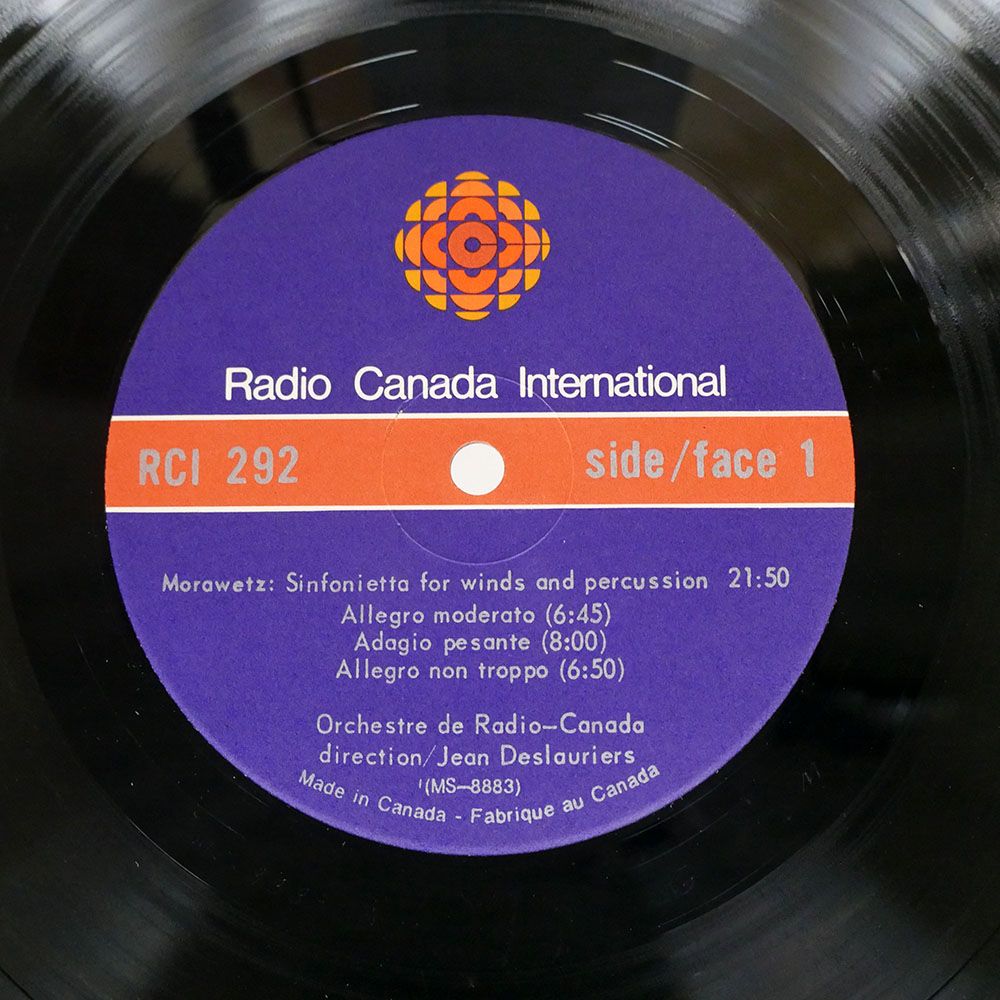 Radio Canada International
RCI 292 side/face 1
Morawetz: Sinfonietta for winds and percussion 21:50
Allegro moderato (6:45)
Adagio pesante (8:00)
Allegro non troppo (6:50)
Orchestre de Radio-Canada
direction/Jean Deslauriers
(MS-8883)
Made in Canada - Fabrique au Canada